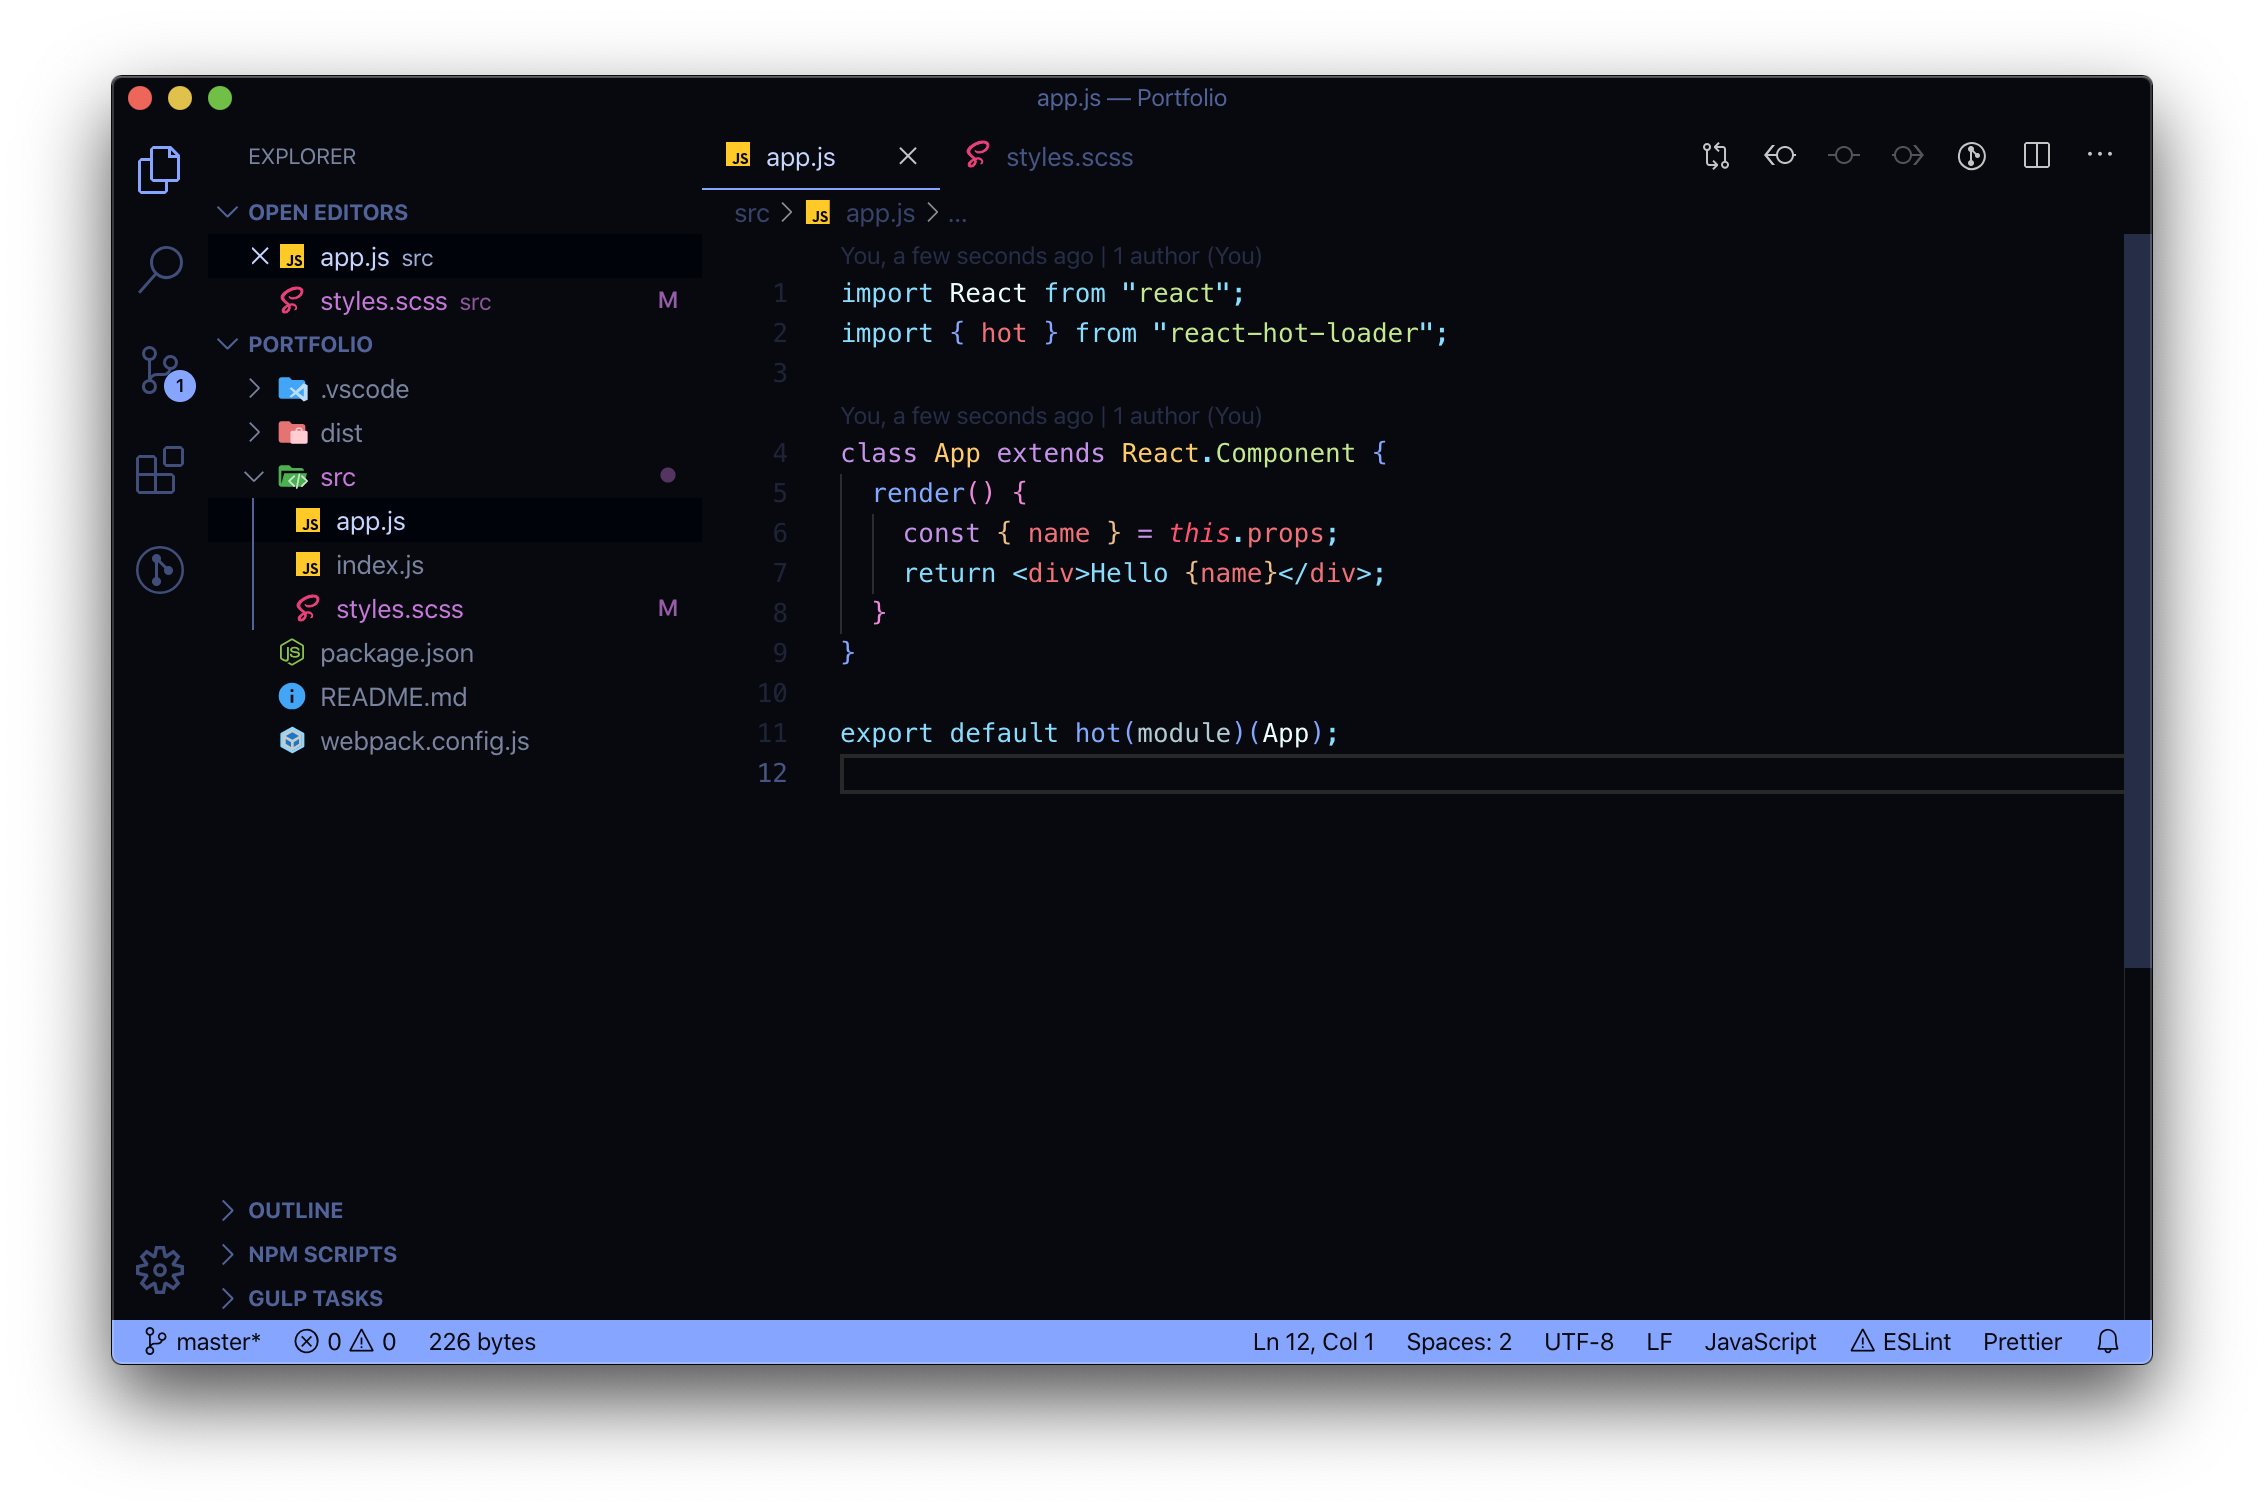 app.js — Portfolio
EXPLORER
OPEN EDITORS
app.js src
styles.scss src M
PORTFOLIO
.vscode
dist
src
app.js
index.js
styles.scss M
package.json
README.md
webpack.config.js
OUTLINE
NPM SCRIPTS
GULP TASKS
1
app.js
styles.scss
src > app.js > ...
You, a few seconds ago | 1 author (You)
1 import React from "react";
2 import { hot } from "react-hot-loader";
3
You, a few seconds ago | 1 author (You)
4 class App extends React.Component {
5 render() {
6 const { name } = this.props;
7 return <div>Hello {name}</div>;
8 }
9 }
10
11 export default hot(module)(App);
12
master* 0 0 226 bytes Ln 12, Col 1 Spaces: 2 UTF-8 LF JavaScript ESLint Prettier